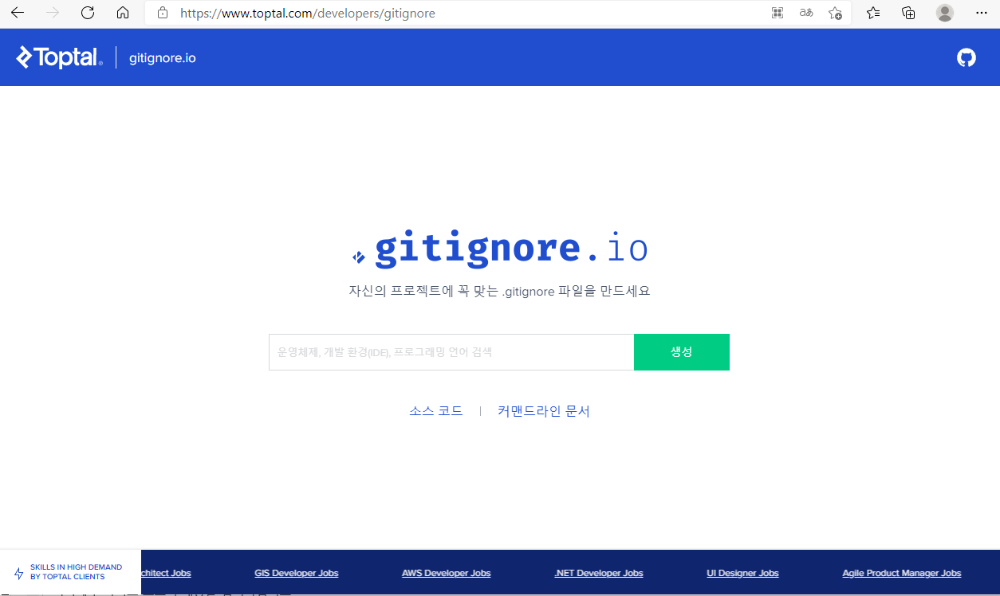 https://www.toptal.com/developers/gitignore
Toptal
gitignore.io
.gitignore.io
자신의 프로젝트에 꼭 맞는 .gitignore 파일을 만드세요
운영체제, 개발 환경(IDE), 프로그래밍 언어 검색
생성
소스 코드 | 커맨드라인 문서
SKILLS IN HIGH DEMAND
BY TOPTAL CLIENTS
chitect Jobs GIS Developer Jobs AWS Developer Jobs .NET Developer Jobs UI Designer Jobs Agile Product Manager Jobs